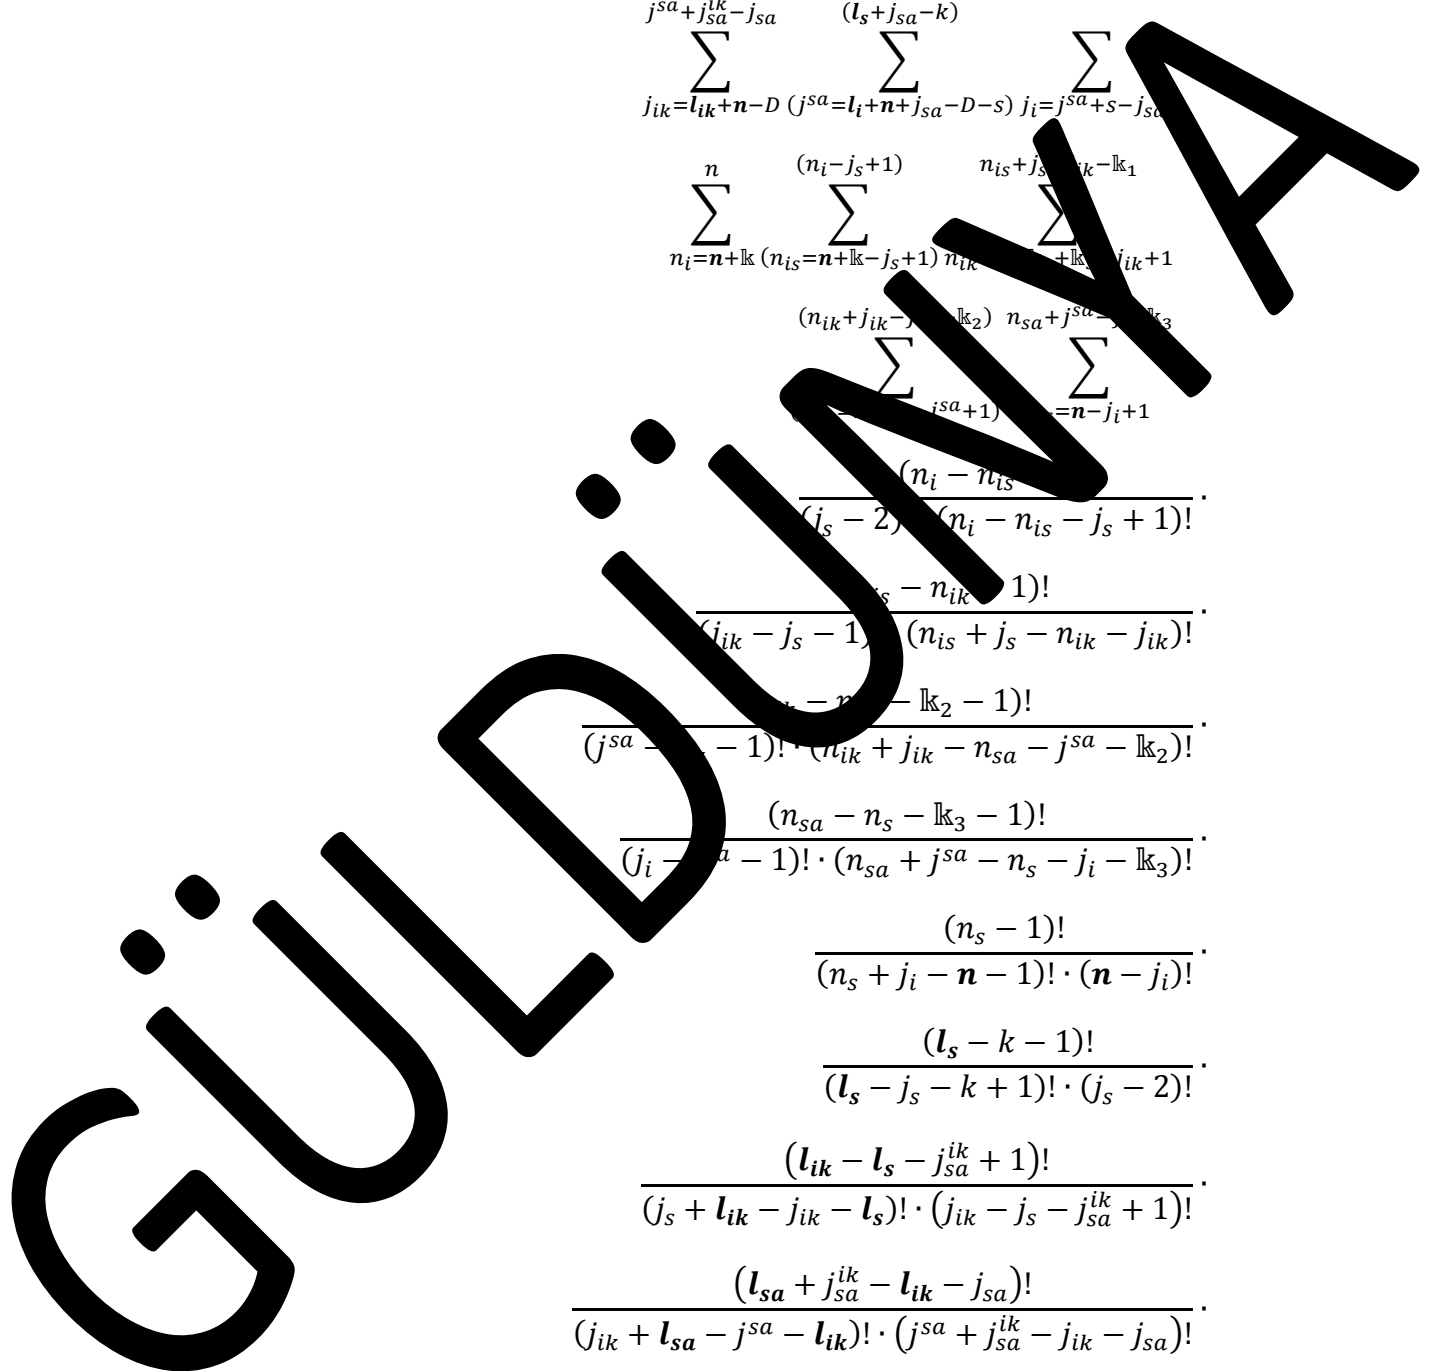 j^{sa}+j_{sa}^{ik}-j_{sa} (l_s+j_{sa}-k)
∑ ∑ ∑
j_{ik}=l_{ik}+n-D (j^{sa}=l_i+n+j_{sa}-D-s) j_i=j^{sa}+s-j_{sa}
n (n_i-j_s+1)
∑ ∑ ∑
n_i=n+𝕜 (n_{is}=n+𝕜-j_s+1) n_{ik}
∑ ∑
=n-j_i+1
(n_i - n_{is}
(j_s - 2) (n_i - n_{is} - j_s + 1)! ·
- n_{ik} 1)!
(j_{ik} - j_s - 1) (n_{is} + j_s - n_{ik} - j_{ik})! ·
- 𝕜_2 - 1)!
(j^{sa} - - 1)! · (n_{ik} + j_{ik} - n_{sa} - j^{sa} - 𝕜_2)! ·
(n_{sa} - n_s - 𝕜_3 - 1)!
(j_i - - 1)! · (n_{sa} + j^{sa} - n_s - j_i - 𝕜_3)! ·
(n_s - 1)!
(n_s + j_i - n - 1)! · (n - j_i)! ·
(l_s - k - 1)!
(l_s - j_s - k + 1)! · (j_s - 2)! ·
(l_{ik} - l_s - j_{sa}^{ik} + 1)!
(j_s + l_{ik} - j_{ik} - l_s)! · (j_{ik} - j_s - j_{sa}^{ik} + 1)! ·
(l_{sa} + j_{sa}^{ik} - l_{ik} - j_{sa})!
(j_{ik} + l_{sa} - j^{sa} - l_{ik})! · (j^{sa} + j_{sa}^{ik} - j_{ik} - j_{sa})! ·
GÜLDÜNYA